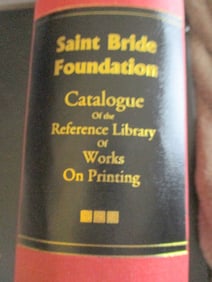 Saint Bride
Foundation
Catalogue
Of the
Reference Library
Of
Works
On Printing